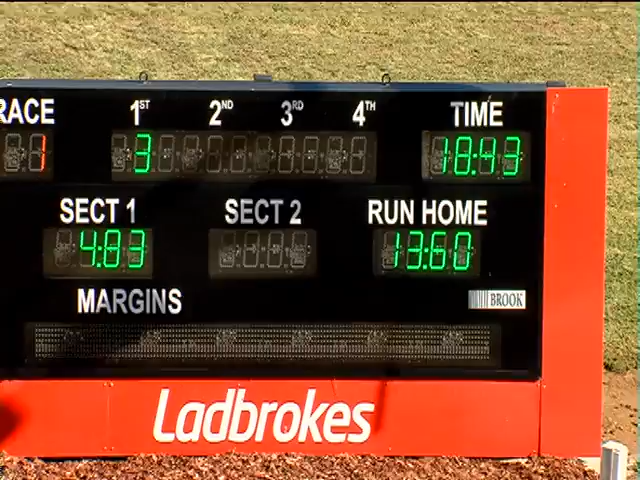 RACE 1ST 2ND 3RD 4TH TIME
1 3 18:43
SECT 1 SECT 2 RUN HOME
4:83 13:60
MARGINS
BROOK
Ladbrokes